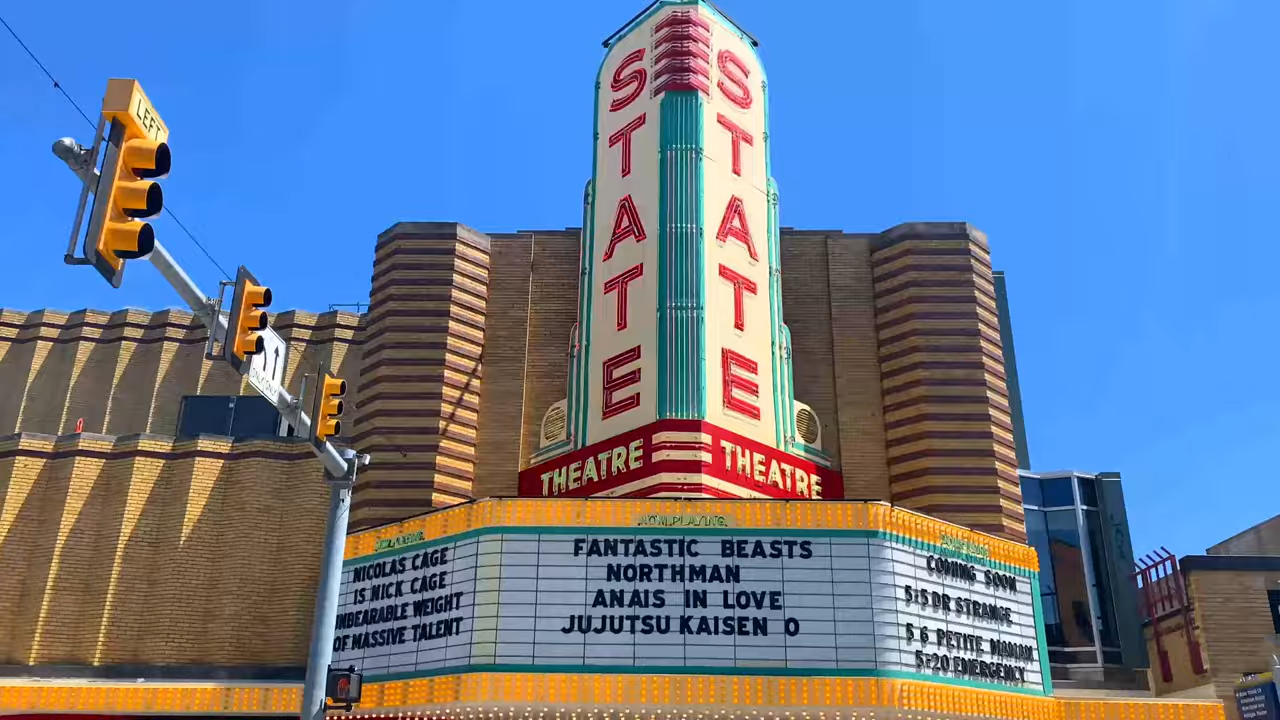 LEFT
STATE
STATE
THEATRE
THEATRE
NOW PLAYING
NICOLAS CAGE
IS NICK CAGE
UNBEARABLE WEIGHT
OF MASSIVE TALENT
FANTASTIC BEASTS
NORTHMAN
ANAIS IN LOVE
JUJUTSU KAISEN 0
COMING SOON
5:5 DR STRANGE
5 6 PETITE MAMAN
5-20 EMERGENCY